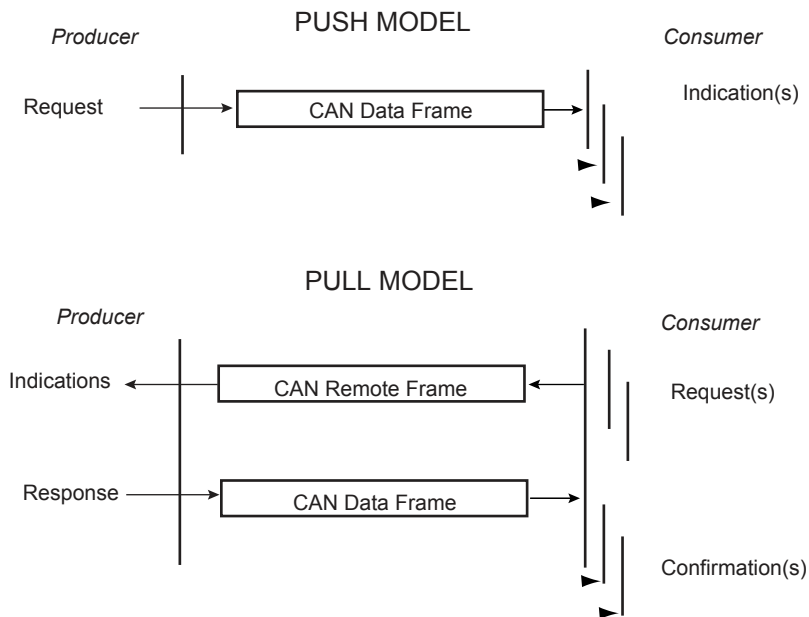 PUSH MODEL
Producer
Consumer
Request
CAN Data Frame
Indication(s)
PULL MODEL
Producer
Consumer
Indications
CAN Remote Frame
Request(s)
Response
CAN Data Frame
Confirmation(s)